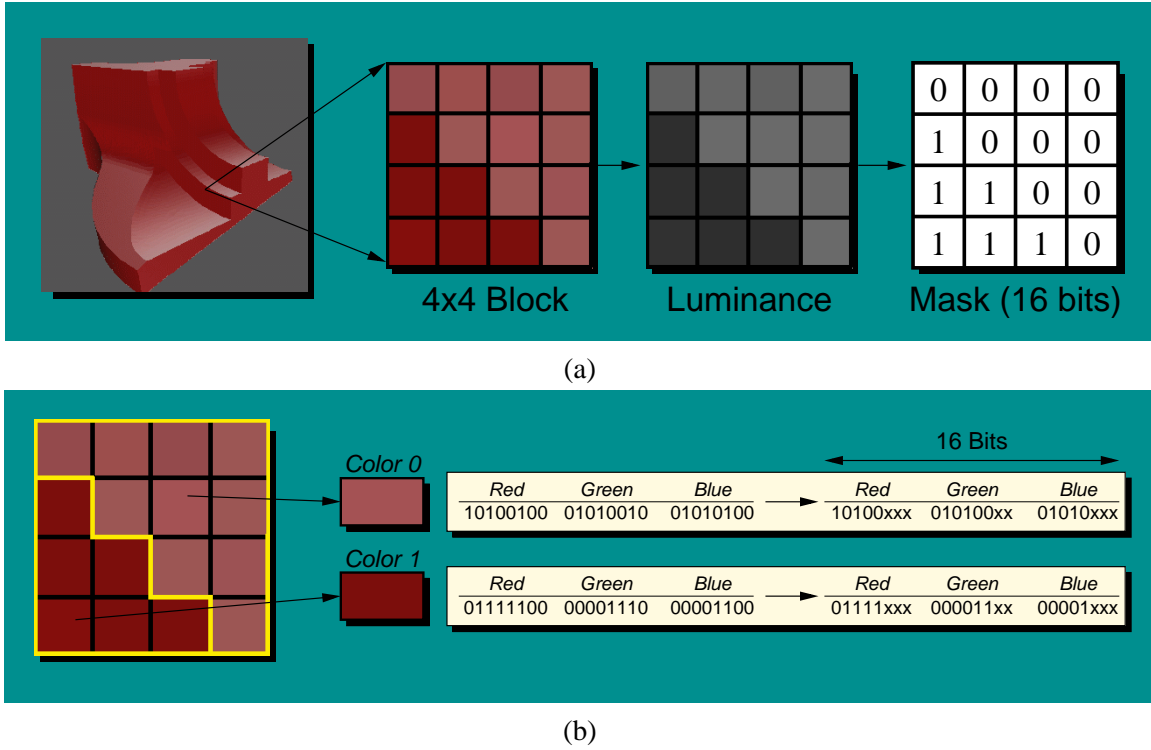 0 0 0 0
1 0 0 0
1 1 0 0
1 1 1 0
4x4 Block Luminance Mask (16 bits)
(a)
16 Bits
Color 0
Red Green Blue Red Green Blue
10100100 01010010 01010100 10100xxx 010100xx 01010xxx
Color 1
Red Green Blue Red Green Blue
01111100 00001110 00001100 01111xxx 000011xx 00001xxx
(b)